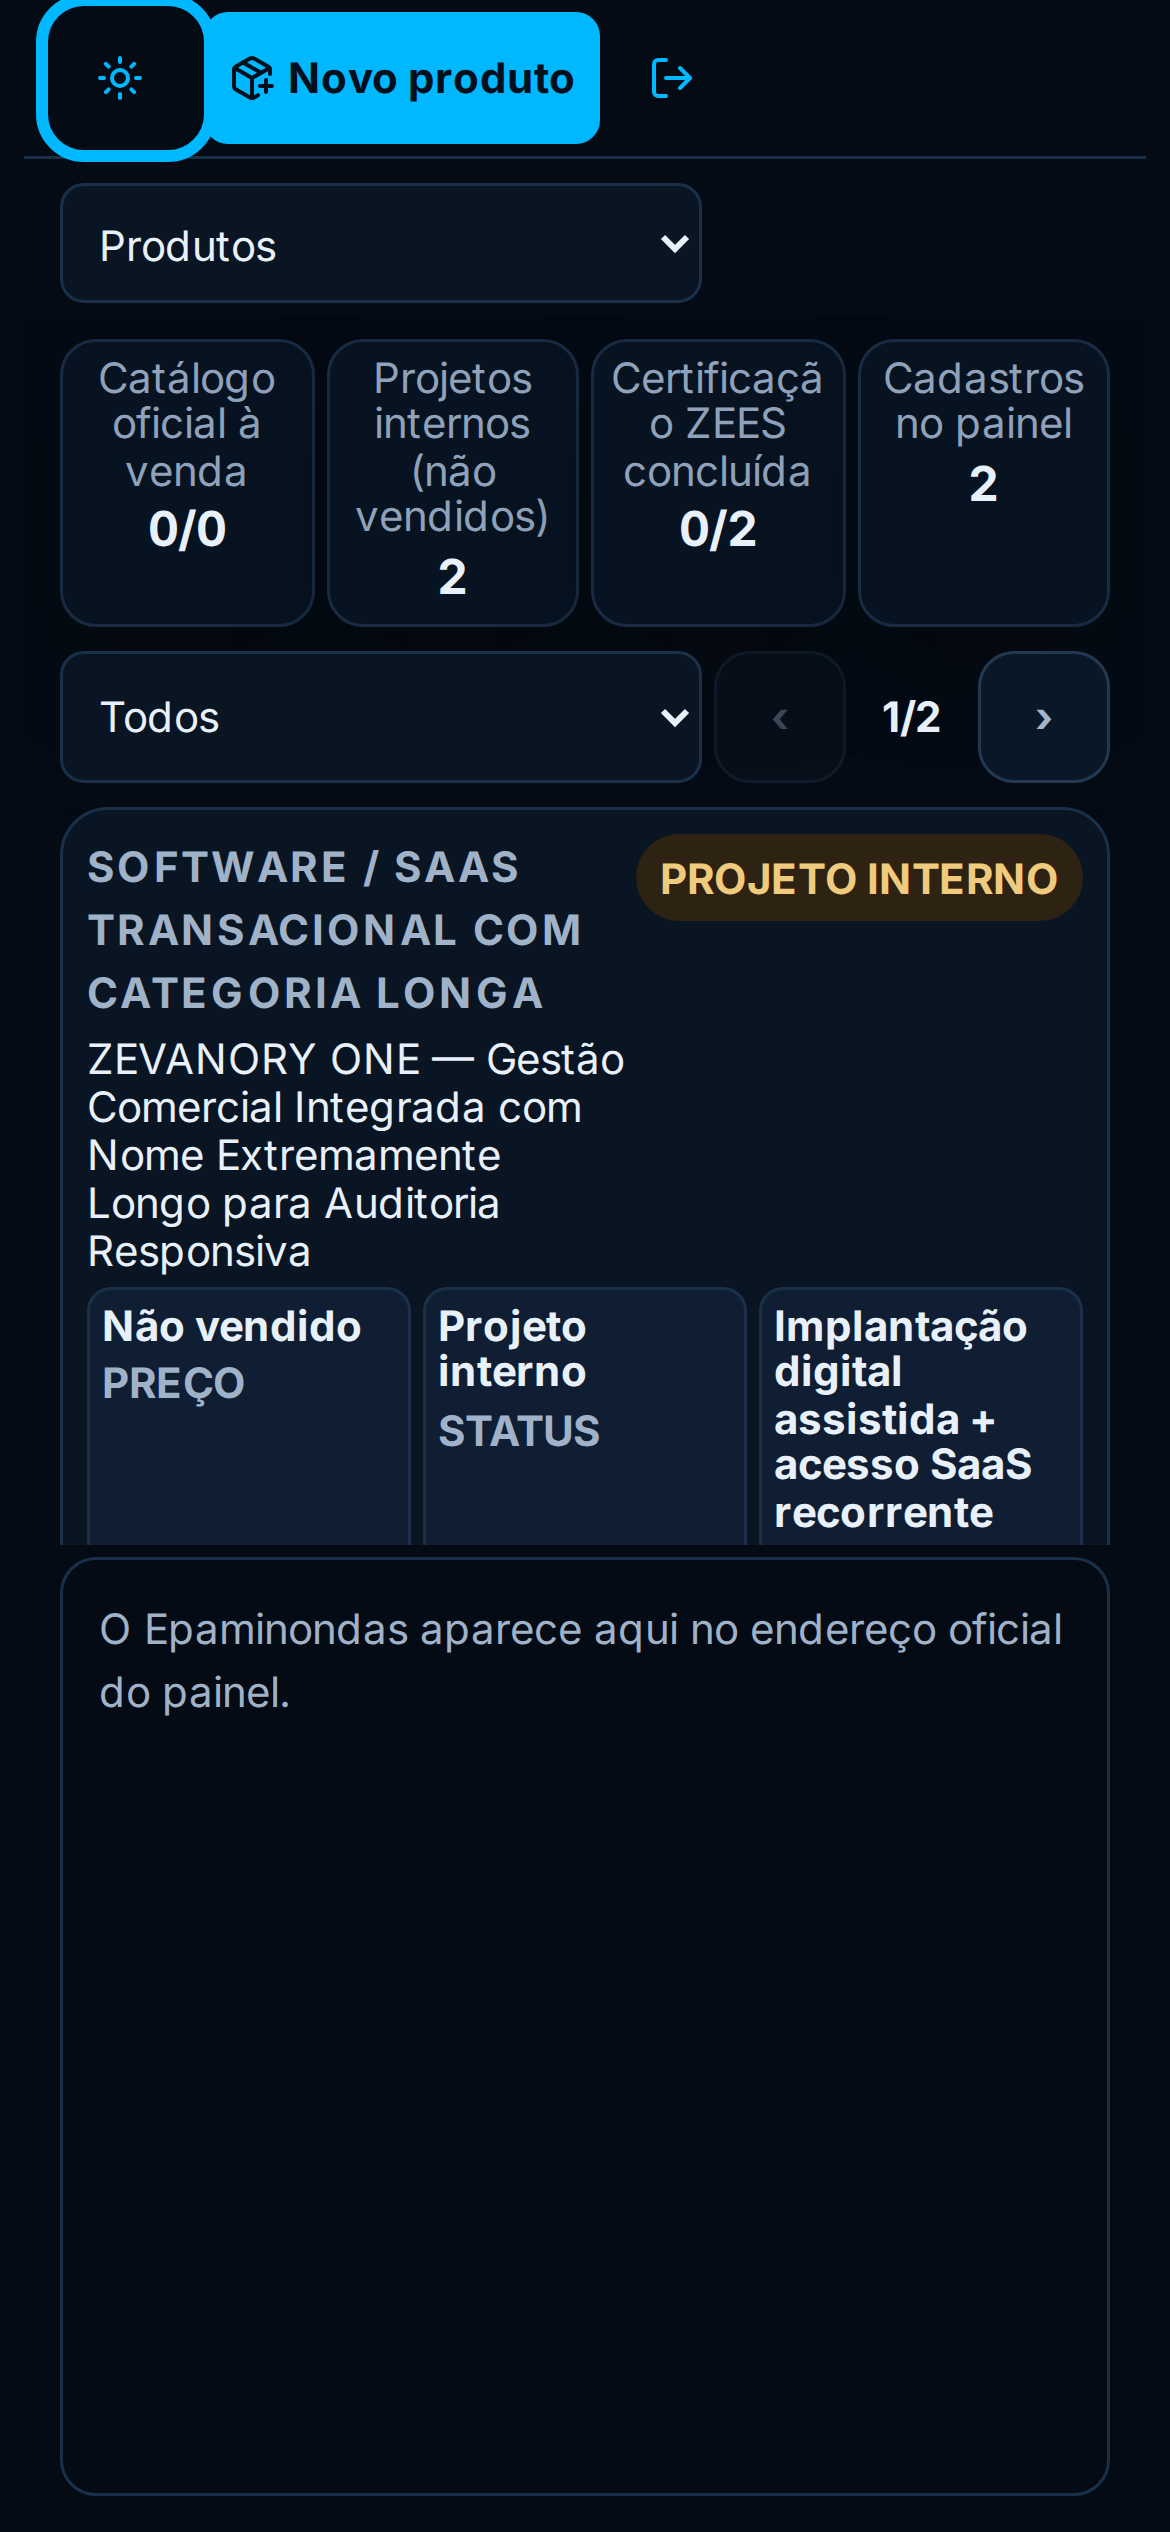 Novo produto
Produtos
Catálogo
oficial à
venda
0/0
Projetos
internos
(não
vendidos)
2
Certificaçã
o ZEES
concluída
0/2
Cadastros
no painel
2
Todos
‹
1/2
›
SOFTWARE / SAAS
TRANSACIONAL COM
CATEGORIA LONGA
PROJETO INTERNO
ZEVANORY ONE — Gestão
Comercial Integrada com
Nome Extremamente
Longo para Auditoria
Responsiva
Não vendido
PREÇO
Projeto
interno
STATUS
Implantação
digital
assistida +
acesso SaaS
recorrente
O Epaminondas aparece aqui no endereço oficial
do painel.